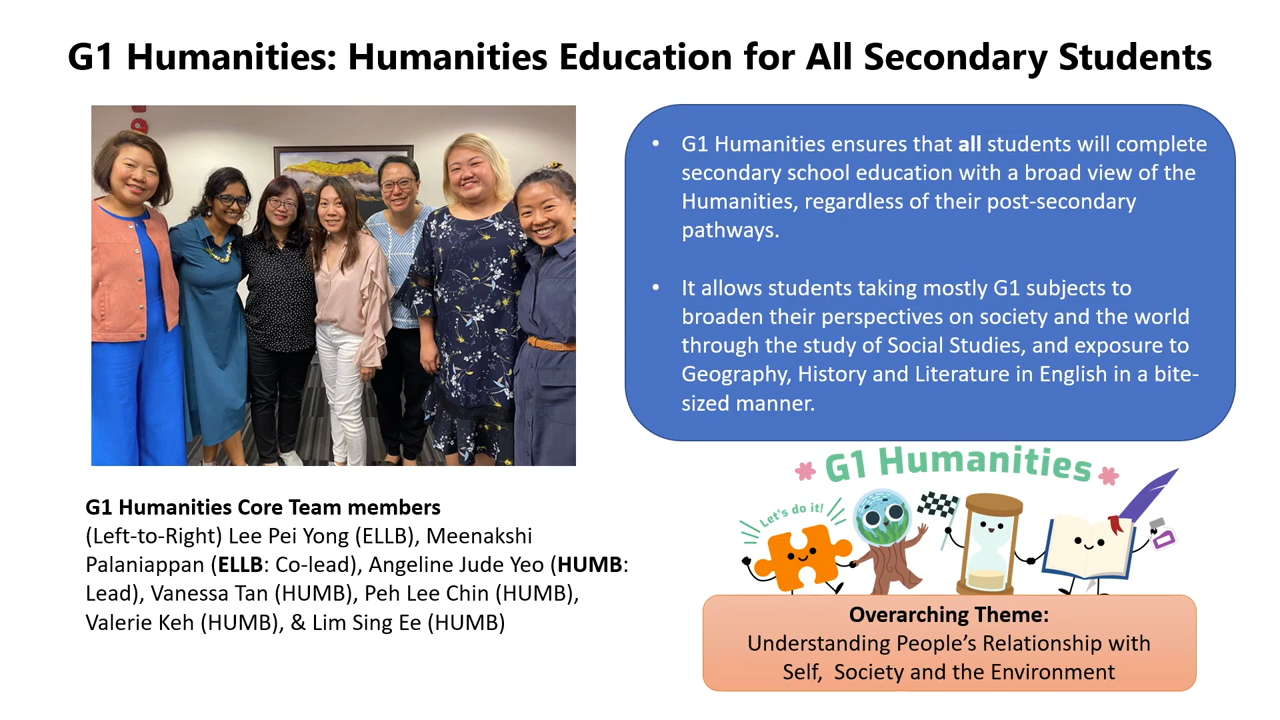 G1 Humanities: Humanities Education for All Secondary Students
G1 Humanities Core Team members
(Left-to-Right) Lee Pei Yong (ELLB), Meenakshi
Palaniappan (ELLB: Co-lead), Angeline Jude Yeo (HUMB:
Lead), Vanessa Tan (HUMB), Peh Lee Chin (HUMB),
Valerie Keh (HUMB), & Lim Sing Ee (HUMB)
• G1 Humanities ensures that all students will complete
secondary school education with a broad view of the
Humanities, regardless of their post-secondary
pathways.
• It allows students taking mostly G1 subjects to
broaden their perspectives on society and the world
through the study of Social Studies, and exposure to
Geography, History and Literature in English in a bite-
sized manner.
G1 Humanities
Let's do it!
Overarching Theme:
Understanding People's Relationship with
Self,  Society and the Environment